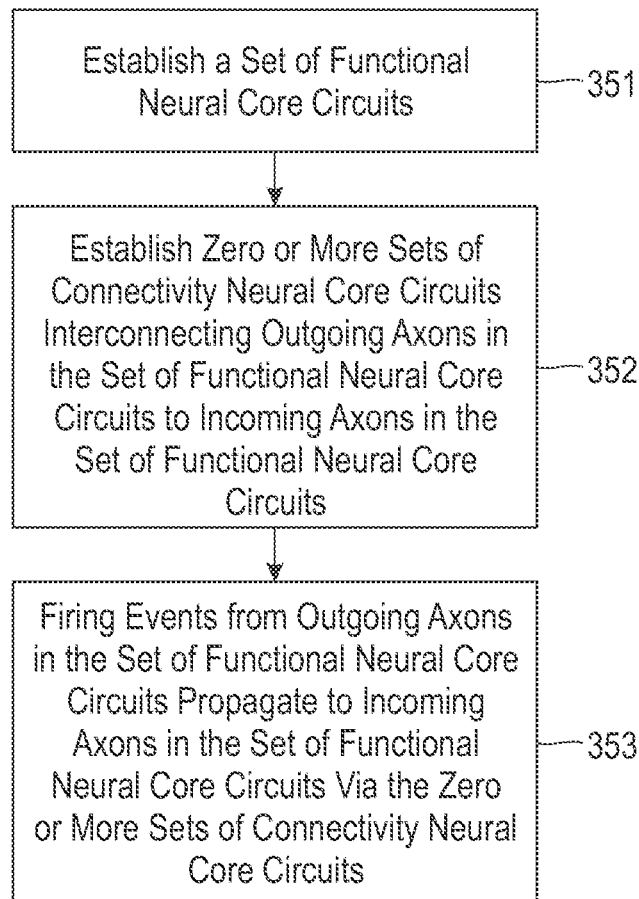 Establish a Set of Functional
Neural Core Circuits
351
Establish Zero or More Sets of
Connectivity Neural Core Circuits
Interconnecting Outgoing Axons in
the Set of Functional Neural Core
Circuits to Incoming Axons in the
Set of Functional Neural Core
Circuits
352
Firing Events from Outgoing Axons
in the Set of Functional Neural Core
Circuits Propagate to Incoming
Axons in the Set of Functional
Neural Core Circuits Via the Zero
or More Sets of Connectivity Neural
Core Circuits
353